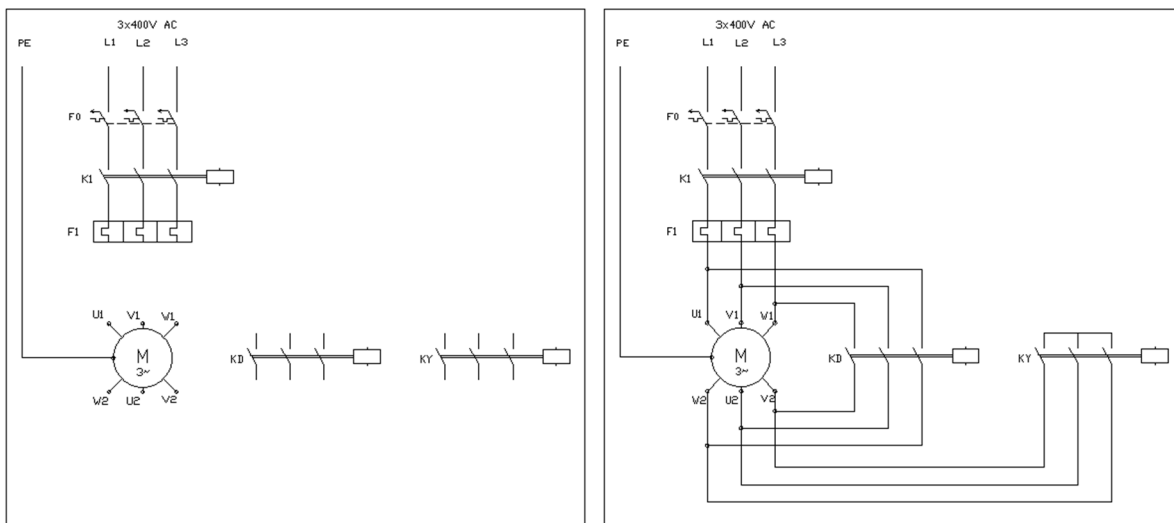 3x400V AC
PE L1 L2 L3
F0
K1
F1
U1 V1 W1
M
3~
KD
KY
W2 U2 V2
3x400V AC
PE L1 L2 L3
F0
K1
F1
U1 V1 W1
M
3~
KD
KY
W2 U2 V2